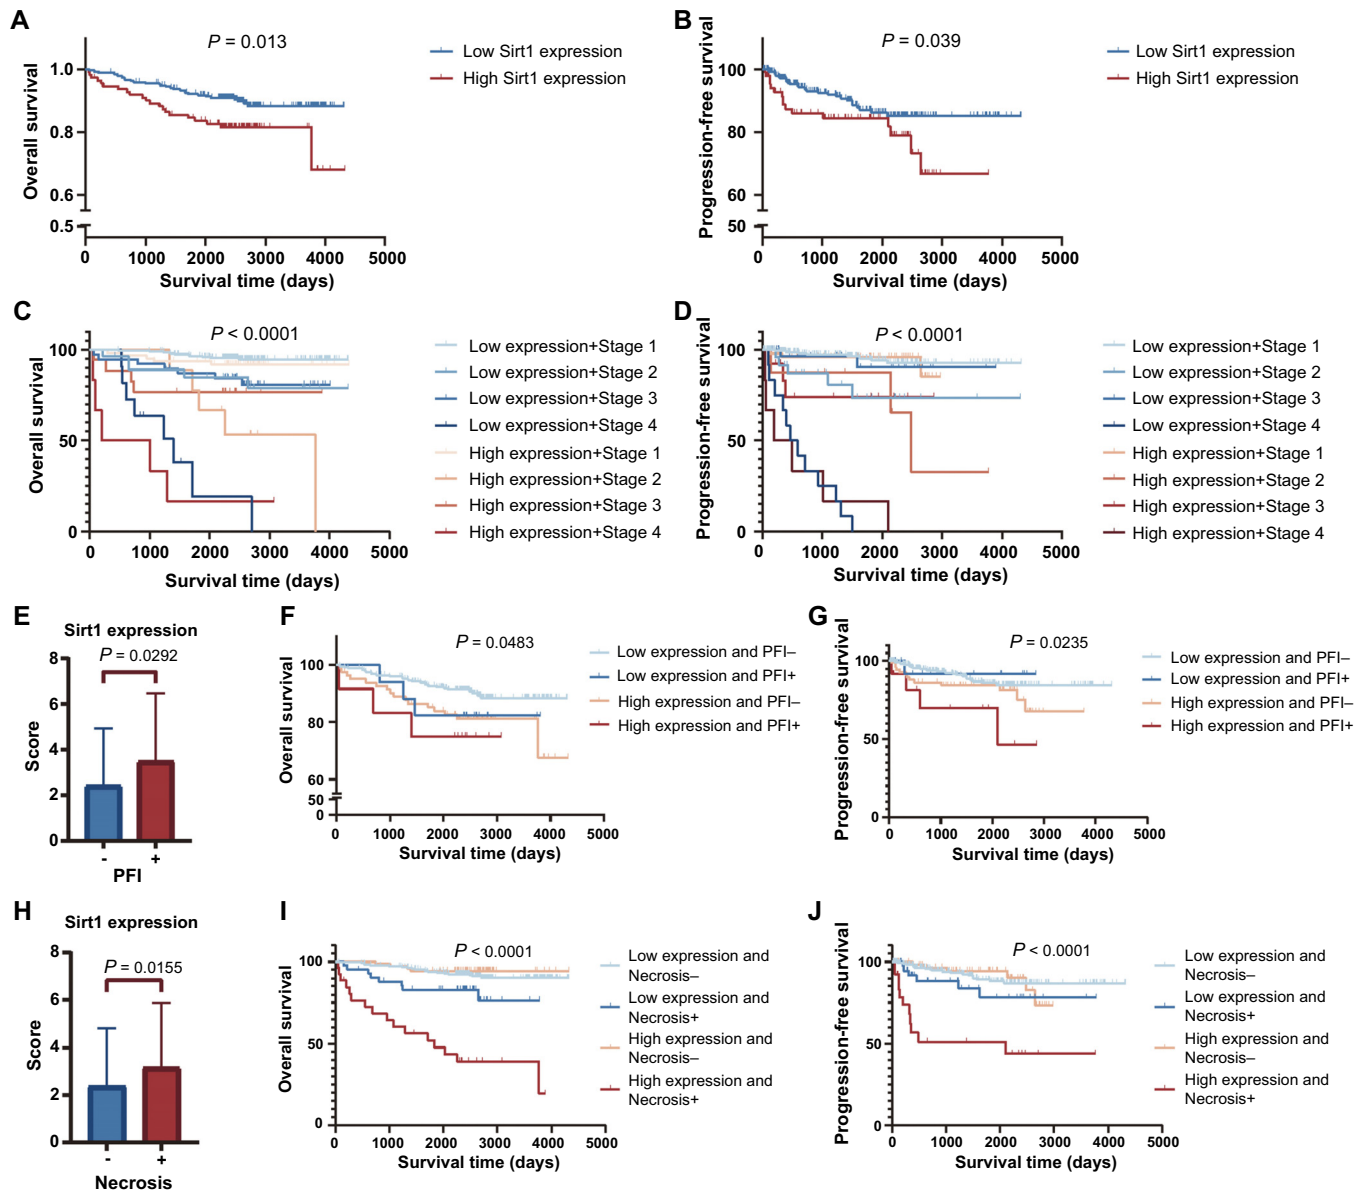 A
P = 0.013
Overall survival
1.0
0.8
0.6
0.5
0 1000 2000 3000 4000 5000
Survival time (days)
Low Sirt1 expression
High Sirt1 expression
B
P = 0.039
Progression-free survival
100
80
60
50
0 1000 2000 3000 4000 5000
Survival time (days)
Low Sirt1 expression
High Sirt1 expression
C
P < 0.0001
Overall survival
100
50
0
0 1000 2000 3000 4000 5000
Survival time (days)
Low expression+Stage 1
Low expression+Stage 2
Low expression+Stage 3
Low expression+Stage 4
High expression+Stage 1
High expression+Stage 2
High expression+Stage 3
High expression+Stage 4
D
P < 0.0001
Progression-free survival
100
50
0
0 1000 2000 3000 4000 5000
Survival time (days)
Low expression+Stage 1
Low expression+Stage 2
Low expression+Stage 3
Low expression+Stage 4
High expression+Stage 1
High expression+Stage 2
High expression+Stage 3
High expression+Stage 4
E
Sirt1 expression
P = 0.0292
Score
8
6
4
2
0
- +
PFI
F
P = 0.0483
Overall survival
100
80
60
50
0
0 1000 2000 3000 4000 5000
Survival time (days)
Low expression and PFI–
Low expression and PFI+
High expression and PFI–
High expression and PFI+
G
P = 0.0235
Progression-free survival
100
50
0
0 1000 2000 3000 4000 5000
Survival time (days)
Low expression and PFI–
Low expression and PFI+
High expression and PFI–
High expression and PFI+
H
Sirt1 expression
P = 0.0155
Score
8
6
4
2
0
- +
Necrosis
I
P < 0.0001
Overall survival
100
50
0
0 1000 2000 3000 4000 5000
Survival time (days)
Low expression and
Necrosis–
Low expression and
Necrosis+
High expression and
Necrosis–
High expression and
Necrosis+
J
P < 0.0001
Progression-free survival
100
50
0
0 1000 2000 3000 4000 5000
Survival time (days)
Low expression and
Necrosis–
Low expression and
Necrosis+
High expression and
Necrosis–
High expression and
Necrosis+